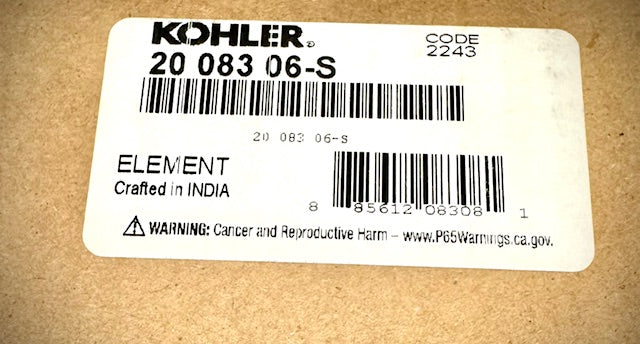 KOHLER®
CODE
2243
20 083 06-S
20 083 06-S
ELEMENT
Crafted in INDIA
8 85612 08308 1
⚠ WARNING: Cancer and Reproductive Harm – www.P65Warnings.ca.gov.